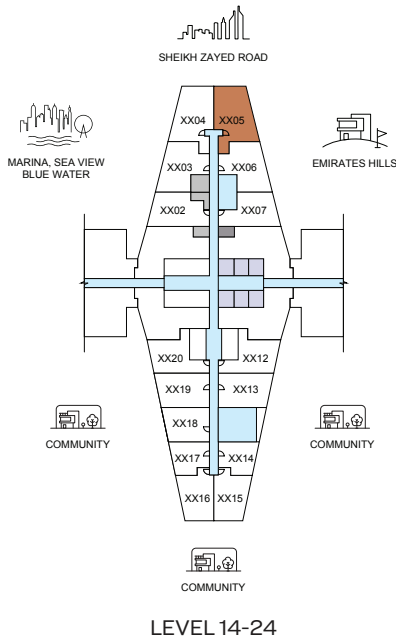 SHEIKH ZAYED ROAD
XX04 XX05
MARINA, SEA VIEW
BLUE WATER
EMIRATES HILLS
XX03 XX06
XX02 XX07
XX20 XX12
XX19 XX13
XX18
XX17 XX14
XX16 XX15
COMMUNITY
COMMUNITY
COMMUNITY
LEVEL 14-24